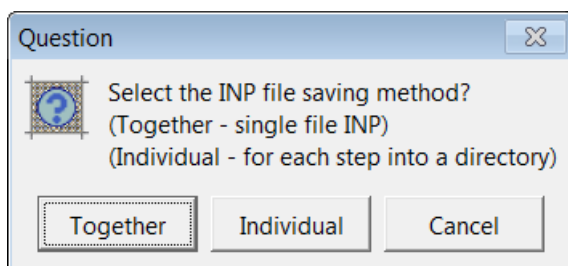 Question
Select the INP file saving method?
(Together - single file INP)
(Individual - for each step into a directory)
Together Individual Cancel